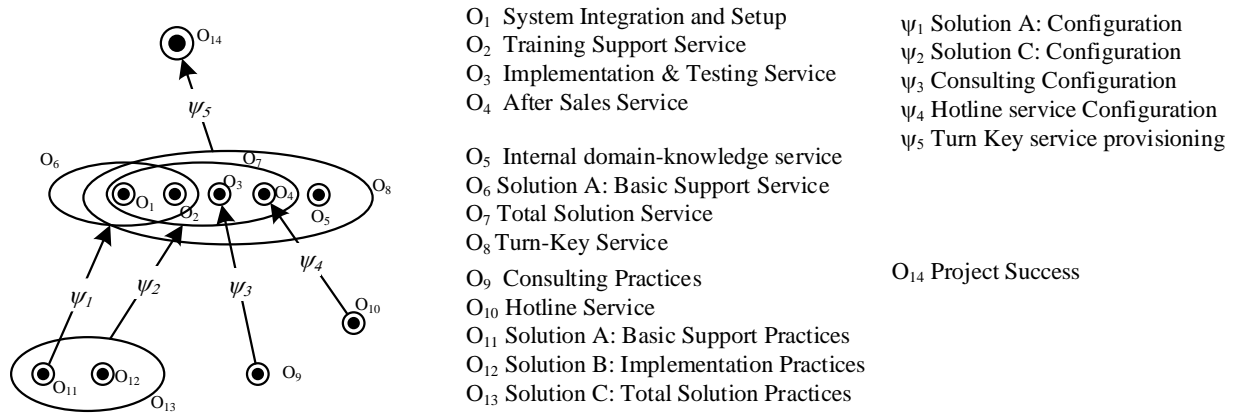 O14
ψ5
O6
O7
O8
O1
O2
O3
O4
O5
ψ1
ψ2
ψ3
ψ4
O10
O11
O12
O13
O9
O1 System Integration and Setup
O2 Training Support Service
O3 Implementation & Testing Service
O4 After Sales Service
O5 Internal domain-knowledge service
O6 Solution A: Basic Support Service
O7 Total Solution Service
O8 Turn-Key Service
O9 Consulting Practices
O10 Hotline Service
O11 Solution A: Basic Support Practices
O12 Solution B: Implementation Practices
O13 Solution C: Total Solution Practices
ψ1 Solution A: Configuration
ψ2 Solution C: Configuration
ψ3 Consulting Configuration
ψ4 Hotline service Configuration
ψ5 Turn Key service provisioning
O14 Project Success